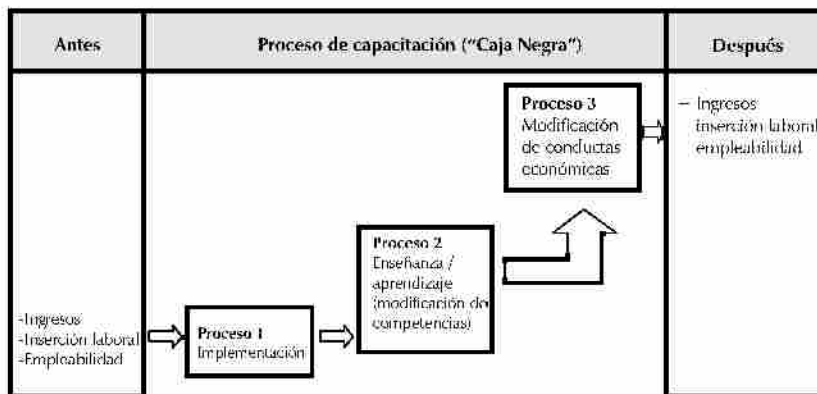 Antes
Proceso de capacitación ("Caja Negra")
Después
Proceso 3
Modificación
de conductas
económicas
– Ingresos
inserción laboral
empleabilidad
Proceso 2
Enseñanza /
aprendizaje
(modificación de
competencias)
-Ingresos
-Inserción laboral
-Empleabilidad
Proceso 1
Implementación